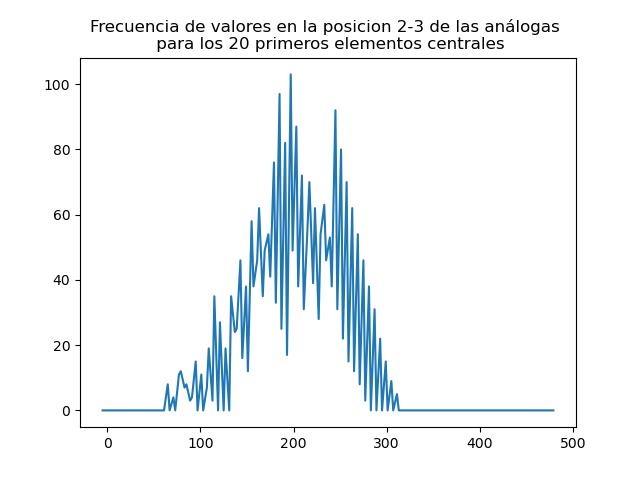 Frecuencia de valores en la posicion 2-3 de las análogas
para los 20 primeros elementos centrales
100
80
60
40
20
0
0 100 200 300 400 500